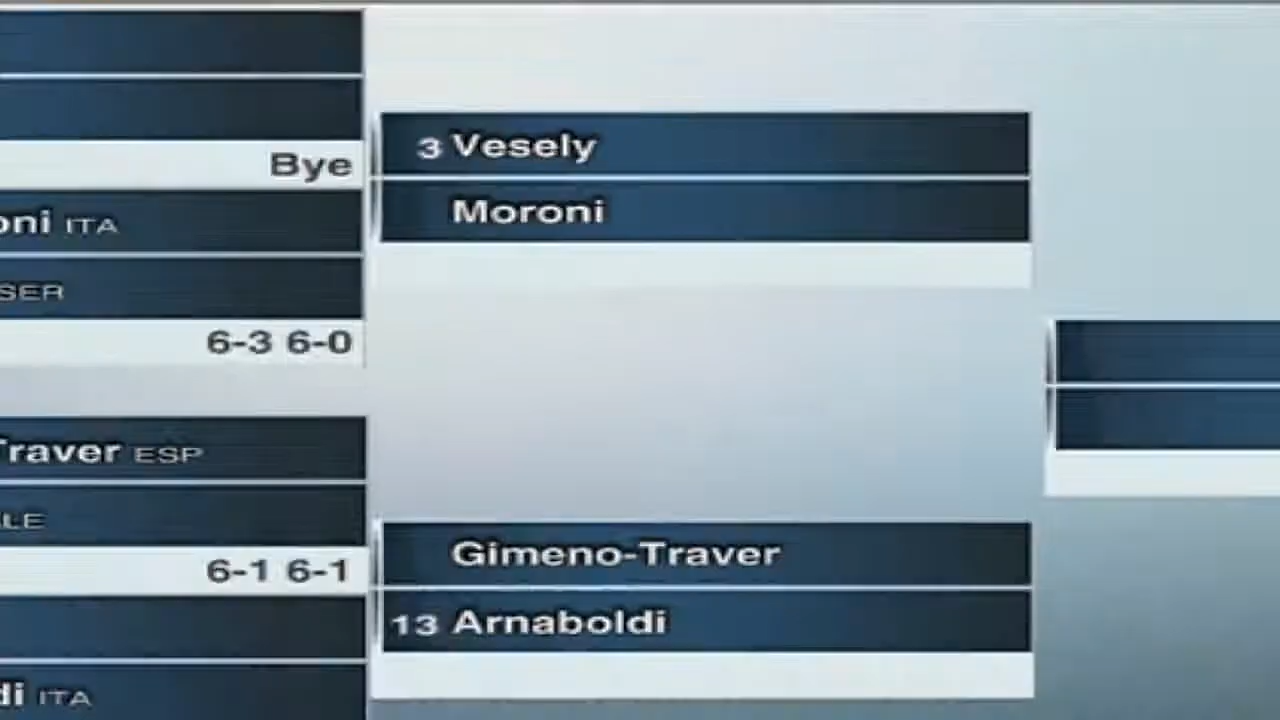 Bye
oni ITA
SER
6-3 6-0
Traver ESP
LE
6-1 6-1
di ITA
3 Vesely
Moroni
Gimeno-Traver
13 Arnaboldi